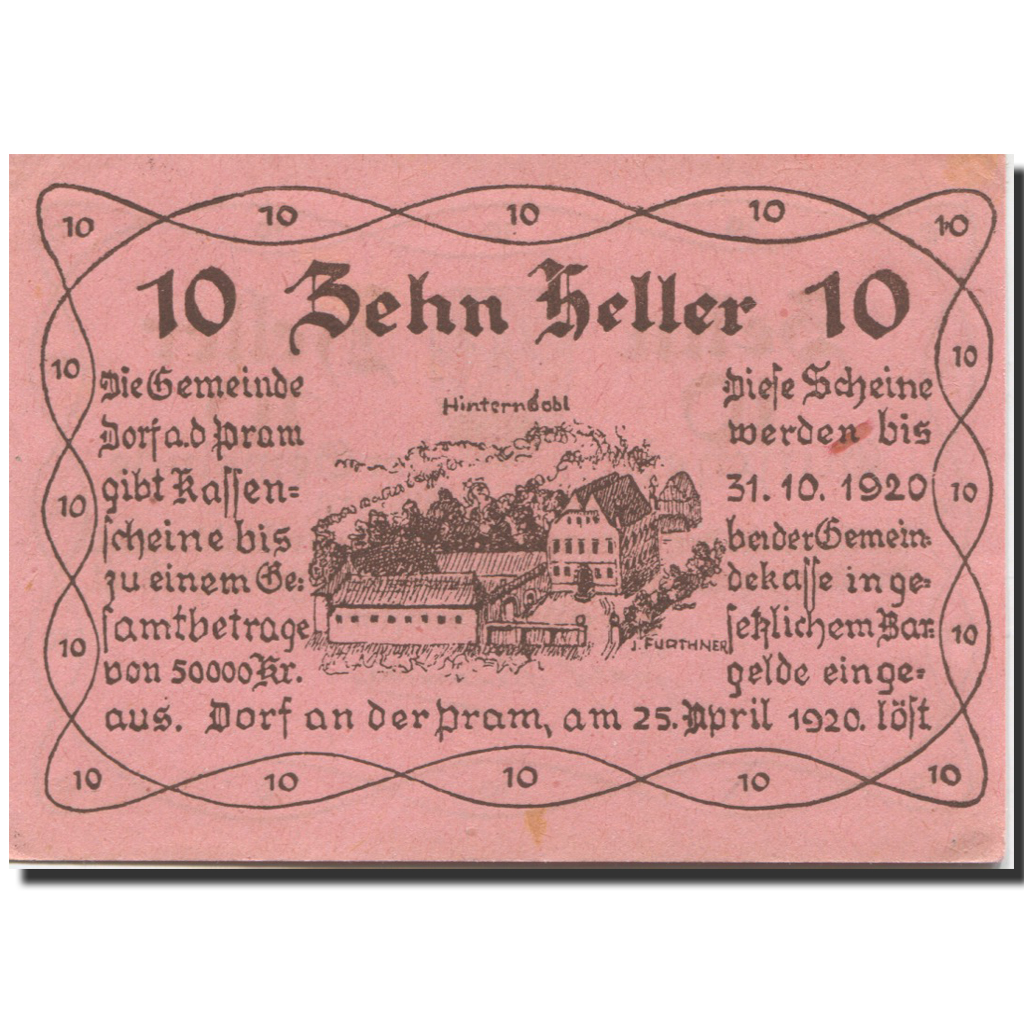 10 10 10 10 10
10 Zehn Heller 10
10 10
Die Gemeinde
Dorf a.d Pram
gibt Kassen=
scheine bis
zu einem Ge=
samtbetrage
von 50000 Kr.
aus. Dorf an der Pram, am 25. April 1920.
Hinterndobl
J. FURTHNER
Diese Scheine
werden bis
31. 10. 1920
bei der Gemein=
dekasse in ge=
setzlichem Bar=
gelde einge=
löst
10 10
10 10
10 10 10 10 10